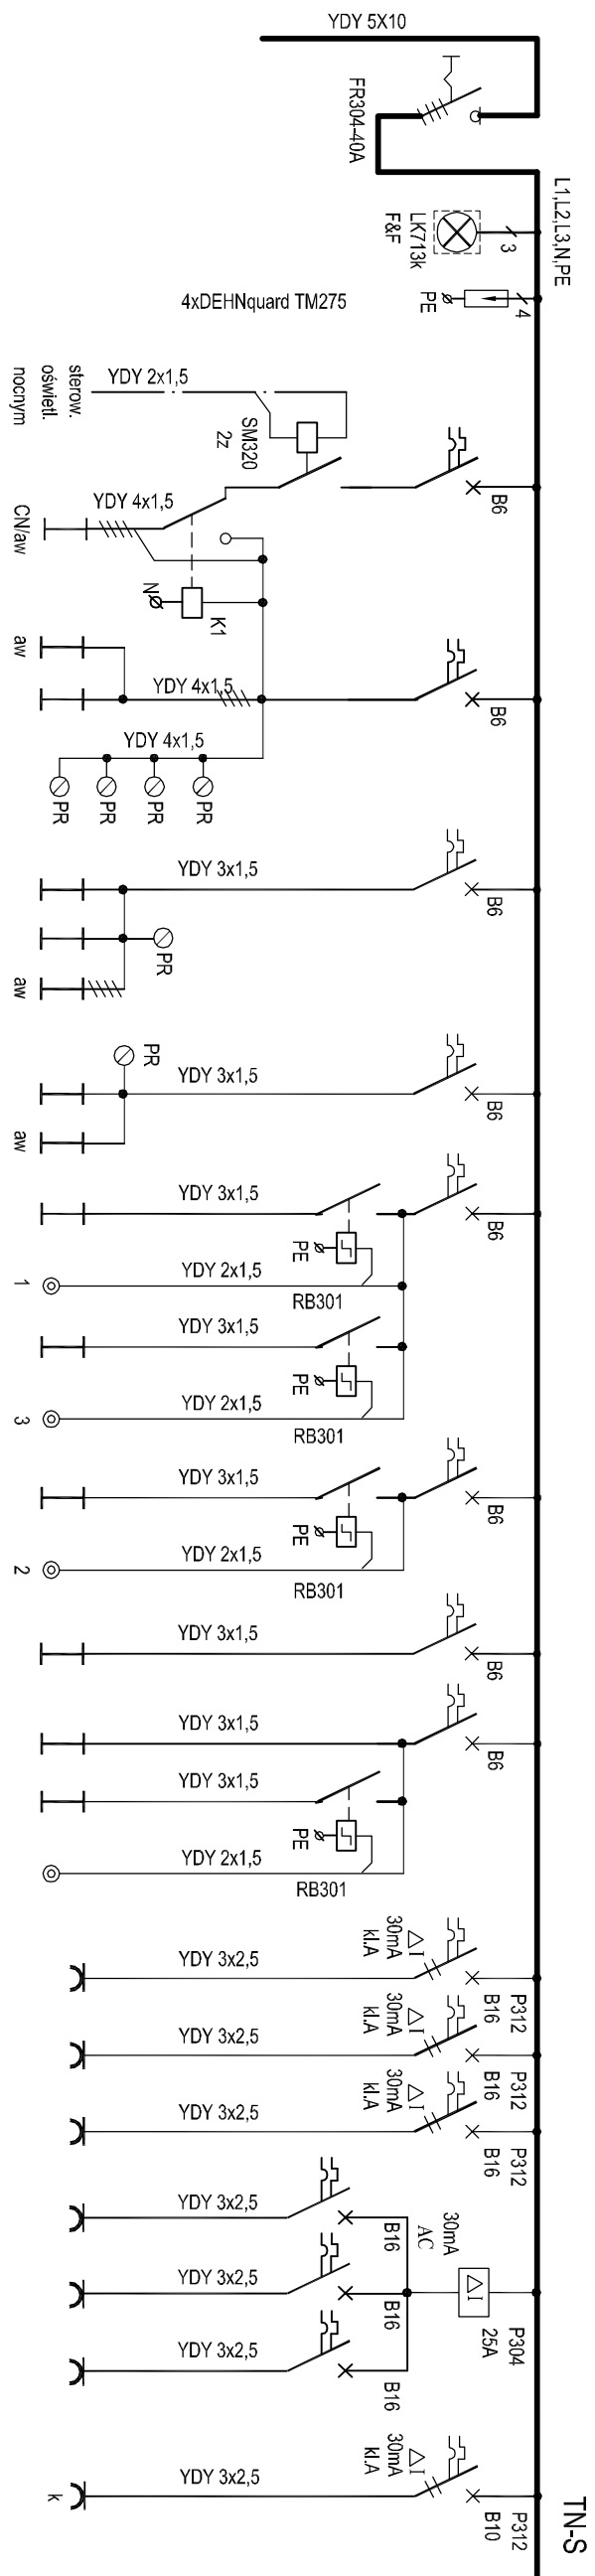 YDY 5X10
FR304-40A
L1,L2,L3,N,PE
LK713k
F&F
3
4xDEHNquard TM275
PE
4
sterow.
oświetl.
nocnym
YDY 2x1,5
SM320
2z
B6
YDY 4x1,5
CN/aw
N
K1
aw
YDY 4x1,5
B6
YDY 4x1,5
PR
PR
PR
PR
YDY 3x1,5
B6
PR
aw
PR
YDY 3x1,5
B6
aw
YDY 3x1,5
B6
PE
YDY 2x1,5
RB301
1
YDY 3x1,5
PE
YDY 2x1,5
RB301
3
YDY 3x1,5
B6
PE
YDY 2x1,5
RB301
2
YDY 3x1,5
B6
YDY 3x1,5
B6
YDY 3x1,5
PE
YDY 2x1,5
RB301
30mA
ΔI
kl.A
YDY 3x2,5
P312
B16
30mA
ΔI
kl.A
YDY 3x2,5
P312
B16
30mA
ΔI
kl.A
YDY 3x2,5
P312
B16
YDY 3x2,5
B16
30mA
AC
ΔI
P304
25A
YDY 3x2,5
B16
YDY 3x2,5
B16
30mA
ΔI
kl.A
YDY 3x2,5
P312
B10
k
TN-S